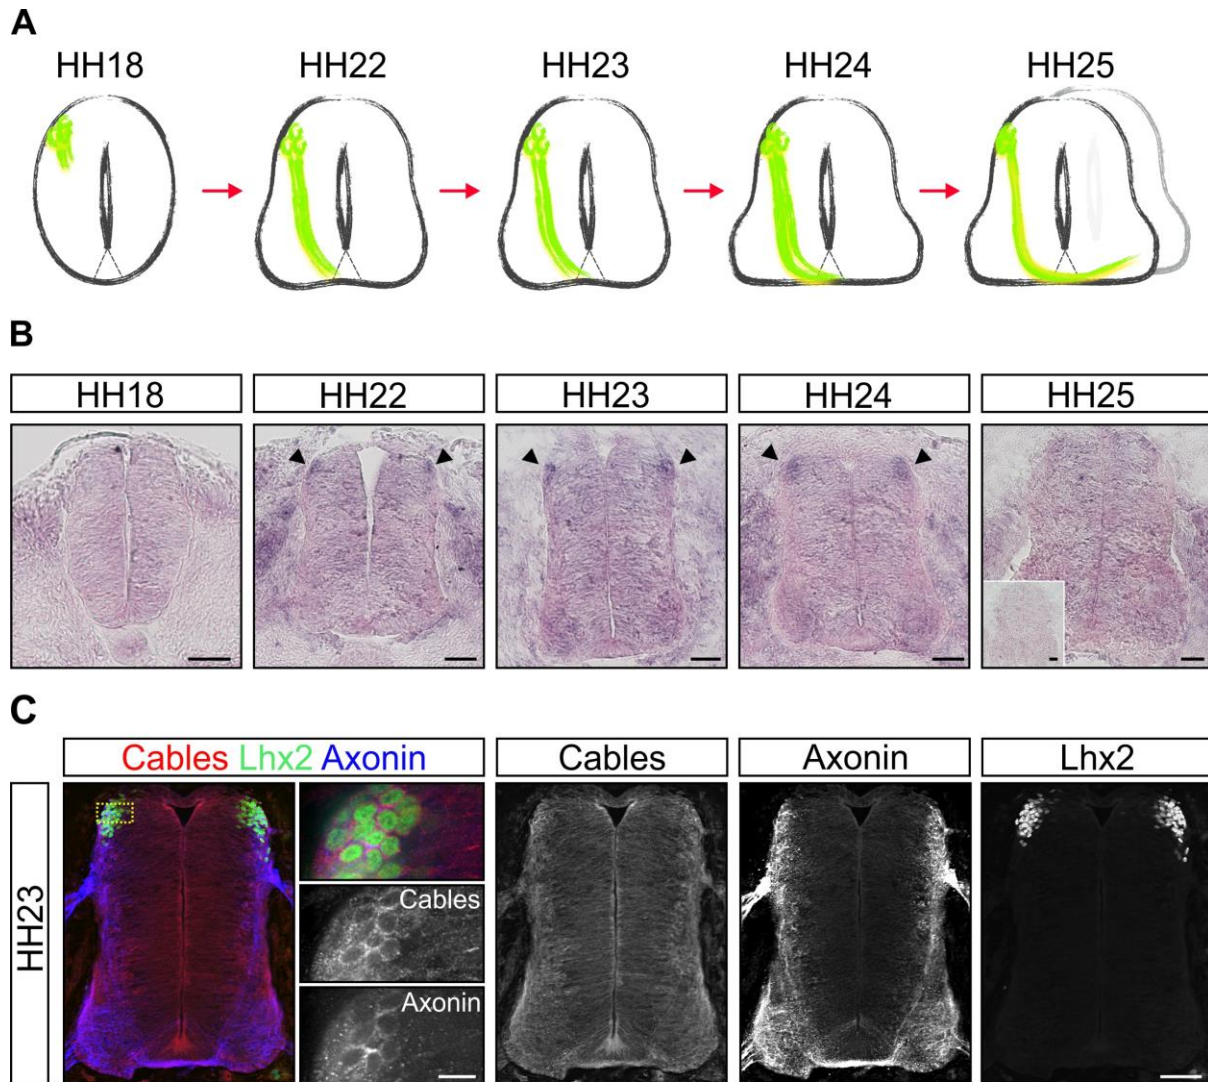 A
HH18 HH22 HH23 HH24 HH25
B
HH18 HH22 HH23 HH24 HH25
C
Cables Lhx2 Axonin Cables Axonin Lhx2
HH23
Cables
Axonin